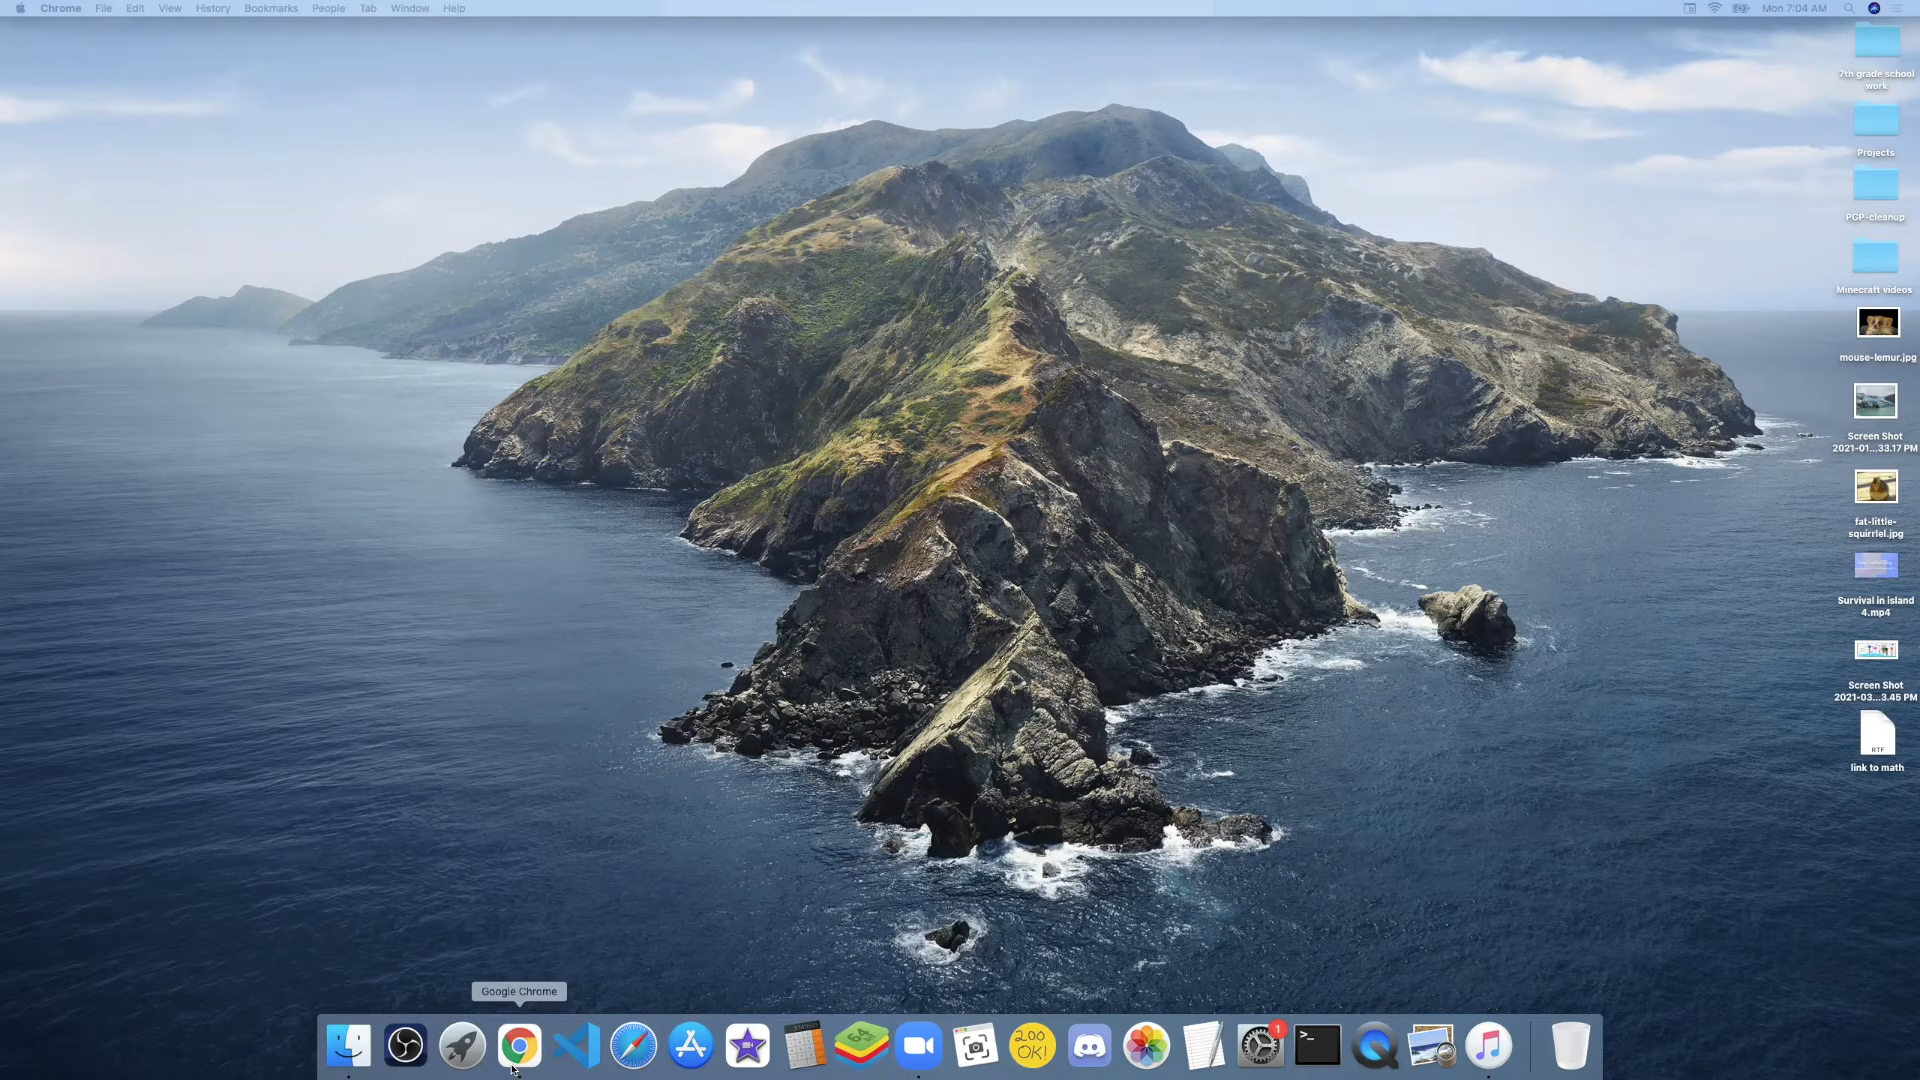 Chrome File Edit View History Bookmarks People Tab Window Help
Mon 7:04 AM
7th grade school
work
Projects
PGP-cleanup
Minecraft videos
mouse-lemur.jpg
Screen Shot
2021-01...33.17 PM
fat-little-
squirrlel.jpg
Survival in island
4.mp4
Screen Shot
2021-03...3.45 PM
RTF
link to math
Google Chrome
200
OK!
1